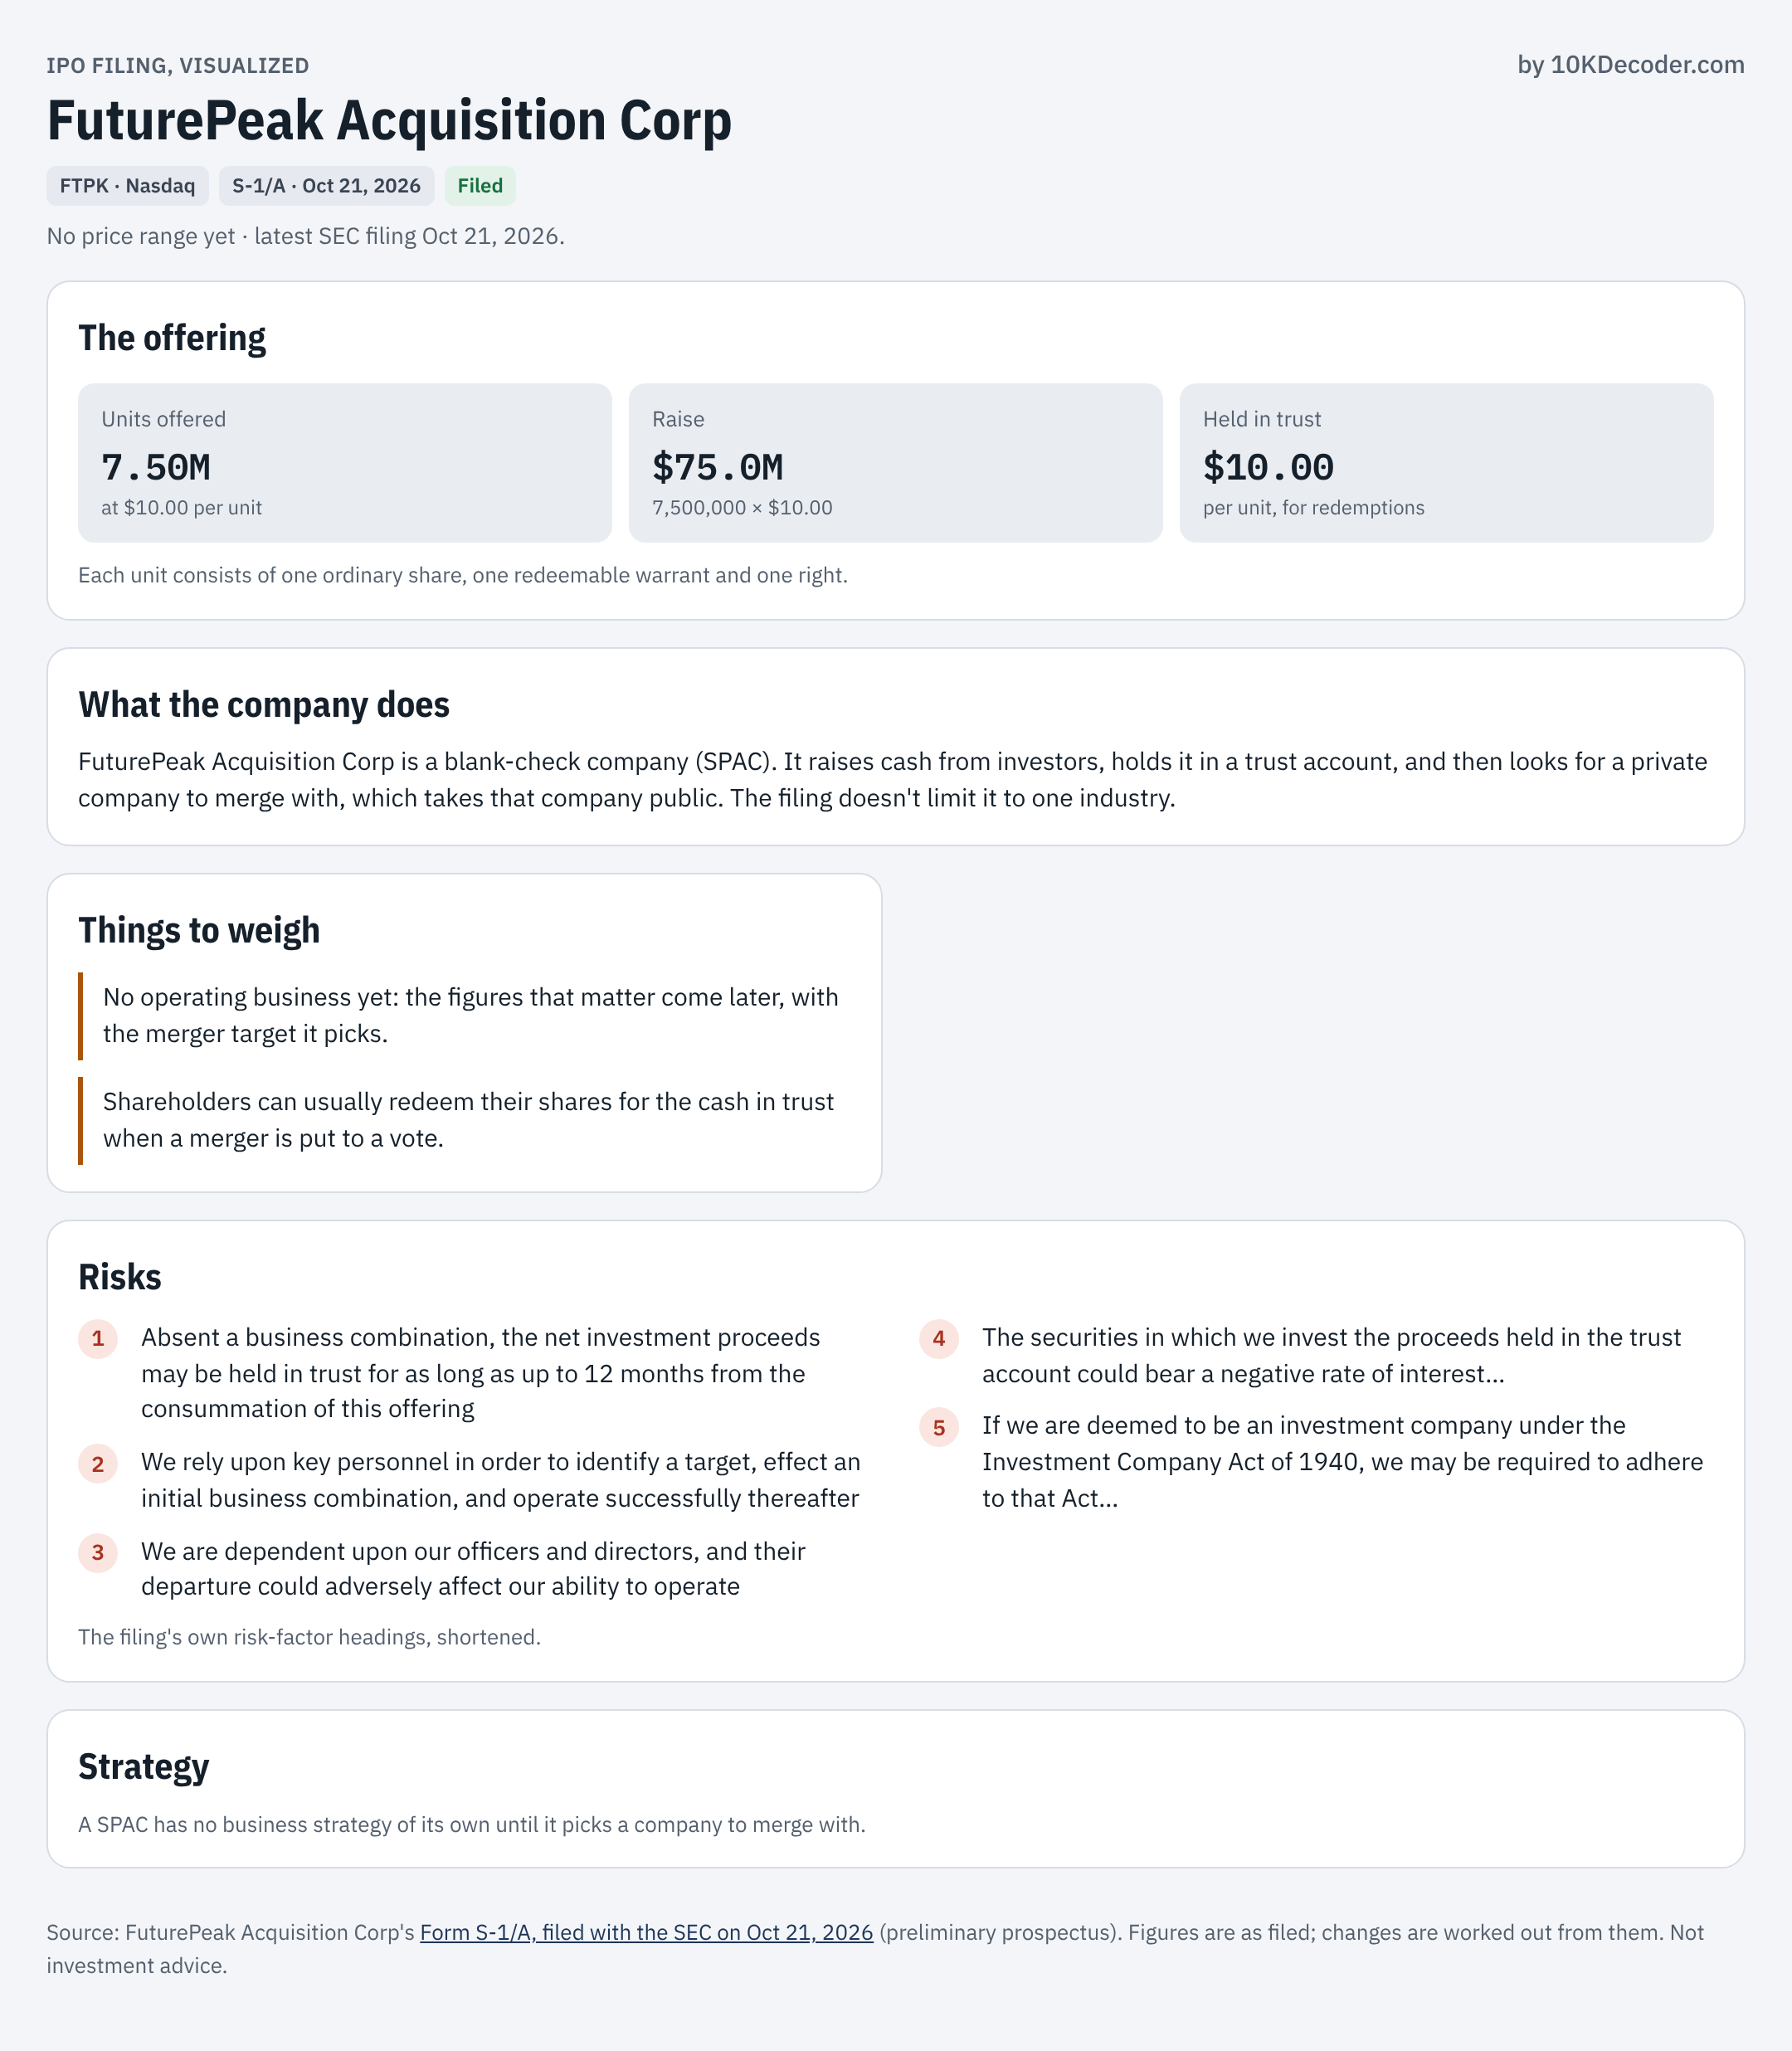 IPO FILING, VISUALIZED
by 10KDecoder.com
FuturePeak Acquisition Corp
FTPK · Nasdaq
S-1/A · Oct 21, 2026
Filed
No price range yet · latest SEC filing Oct 21, 2026.
The offering
Units offered
7.50M
at $10.00 per unit
Raise
$75.0M
7,500,000 × $10.00
Held in trust
$10.00
per unit, for redemptions
Each unit consists of one ordinary share, one redeemable warrant and one right.
What the company does
FuturePeak Acquisition Corp is a blank-check company (SPAC). It raises cash from investors, holds it in a trust account, and then looks for a private
company to merge with, which takes that company public. The filing doesn't limit it to one industry.
Things to weigh
No operating business yet: the figures that matter come later, with
the merger target it picks.
Shareholders can usually redeem their shares for the cash in trust
when a merger is put to a vote.
Risks
1
Absent a business combination, the net investment proceeds
may be held in trust for as long as up to 12 months from the
consummation of this offering
2
We rely upon key personnel in order to identify a target, effect an
initial business combination, and operate successfully thereafter
3
We are dependent upon our officers and directors, and their
departure could adversely affect our ability to operate
4
The securities in which we invest the proceeds held in the trust
account could bear a negative rate of interest…
5
If we are deemed to be an investment company under the
Investment Company Act of 1940, we may be required to adhere
to that Act…
The filing's own risk-factor headings, shortened.
Strategy
A SPAC has no business strategy of its own until it picks a company to merge with.
Source: FuturePeak Acquisition Corp's Form S-1/A, filed with the SEC on Oct 21, 2026 (preliminary prospectus). Figures are as filed; changes are worked out from them. Not
investment advice.